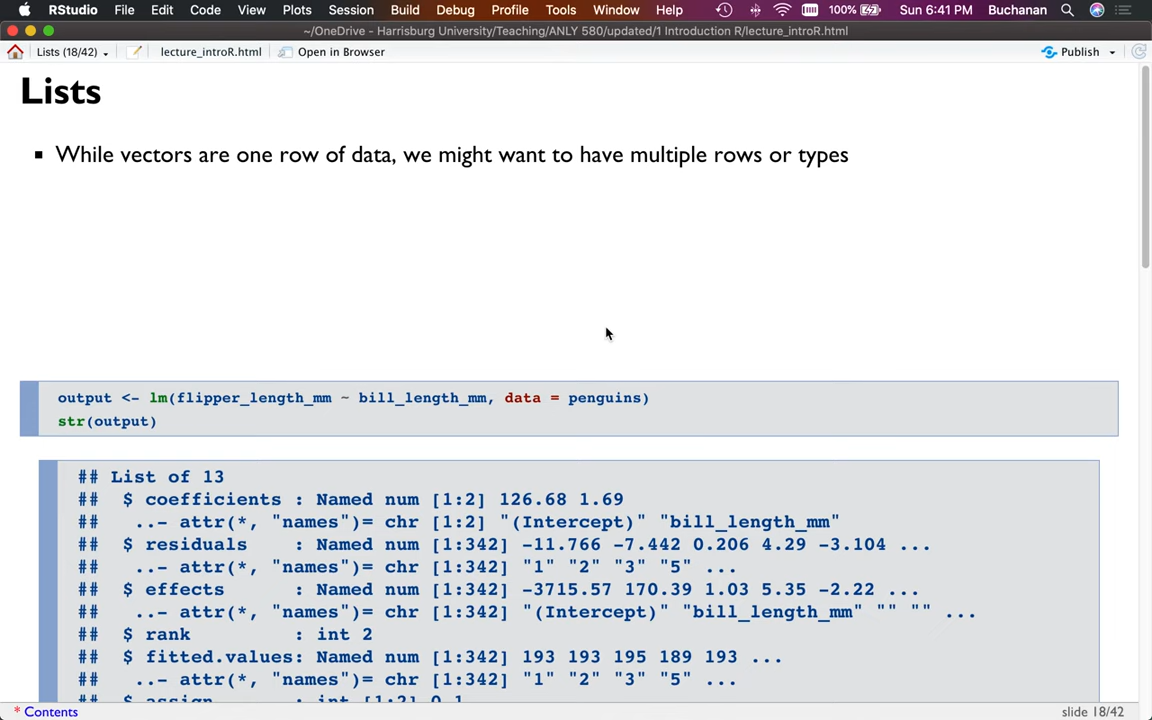 RStudio File Edit Code View Plots Session Build Debug Profile Tools Window Help 100% Sun 6:41 PM Buchanan
~/OneDrive - Harrisburg University/Teaching/ANLY 580/updated/1 Introduction R/lecture_introR.html
Lists (18/42) lecture_introR.html Open in Browser Publish
Lists
▪ While vectors are one row of data, we might want to have multiple rows or types
output <- lm(flipper_length_mm ~ bill_length_mm, data = penguins)
str(output)
## List of 13
##  $ coefficients : Named num [1:2] 126.68 1.69
##   ..- attr(*, "names")= chr [1:2] "(Intercept)" "bill_length_mm"
##  $ residuals    : Named num [1:342] -11.766 -7.442 0.206 4.29 -3.104 ...
##   ..- attr(*, "names")= chr [1:342] "1" "2" "3" "5" ...
##  $ effects      : Named num [1:342] -3715.57 170.39 1.03 5.35 -2.22 ...
##   ..- attr(*, "names")= chr [1:342] "(Intercept)" "bill_length_mm" "" "" ...
##  $ rank         : int 2
##  $ fitted.values: Named num [1:342] 193 193 195 189 193 ...
##   ..- attr(*, "names")= chr [1:342] "1" "2" "3" "5" ...
##  $ assign       : int [1:2] 0 1
* Contents slide 18/42